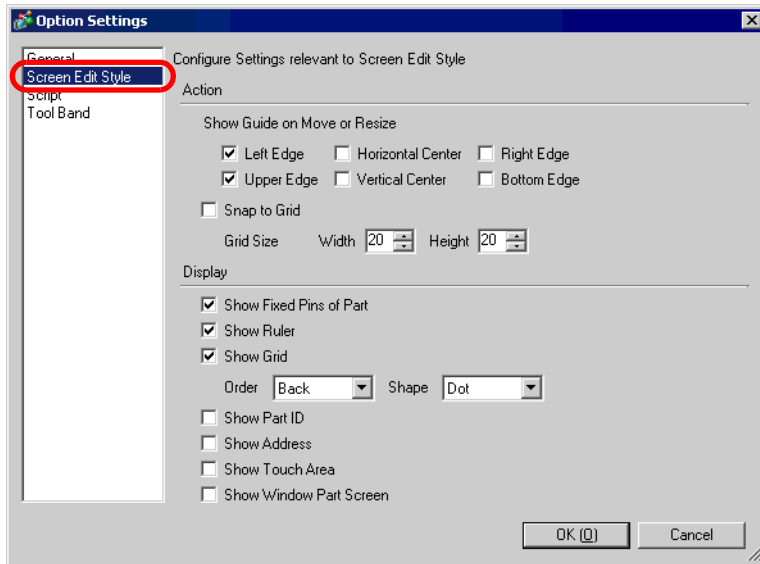 Option Settings
General
Screen Edit Style
Script
Tool Band
Configure Settings relevant to Screen Edit Style
Action
Show Guide on Move or Resize
Left Edge Horizontal Center Right Edge
Upper Edge Vertical Center Bottom Edge
Snap to Grid
Grid Size Width 20 Height 20
Display
Show Fixed Pins of Part
Show Ruler
Show Grid
Order Back Shape Dot
Show Part ID
Show Address
Show Touch Area
Show Window Part Screen
OK (O) Cancel